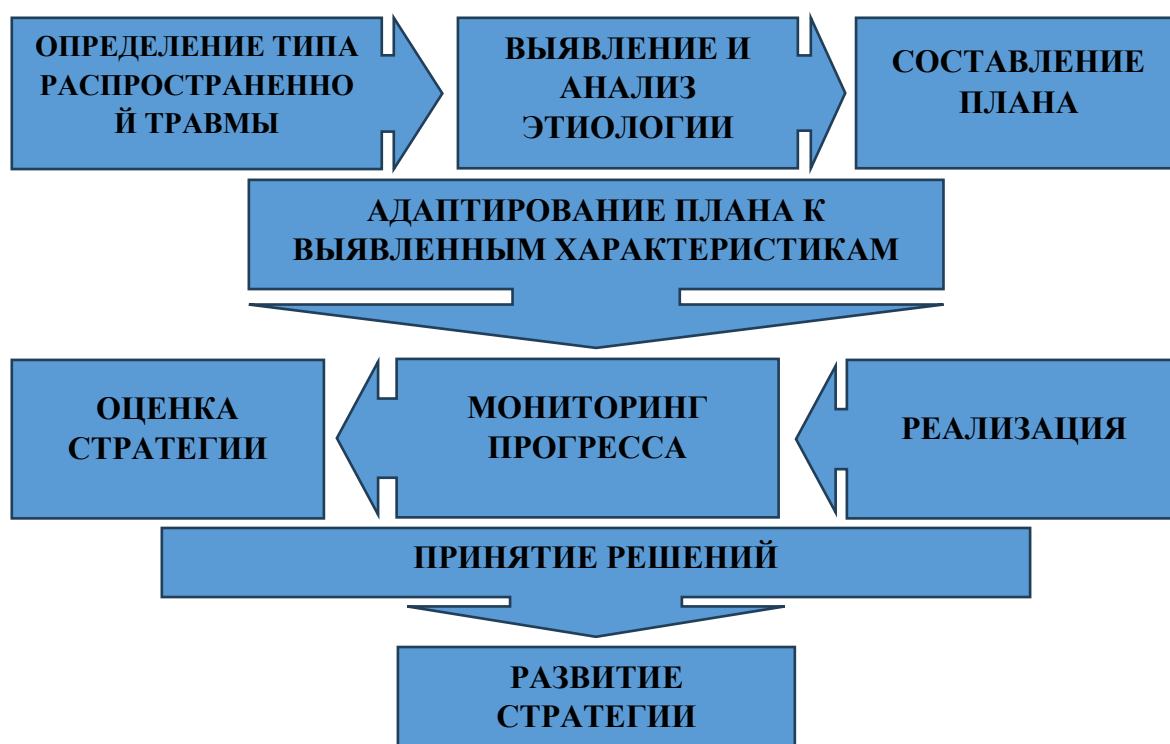 ОПРЕДЕЛЕНИЕ ТИПА
РАСПРОСТРАНЕННО
Й ТРАВМЫ
ВЫЯВЛЕНИЕ И
АНАЛИЗ
ЭТИОЛОГИИ
СОСТАВЛЕНИЕ
ПЛАНА
АДАПТИРОВАНИЕ ПЛАНА К
ВЫЯВЛЕННЫМ ХАРАКТЕРИСТИКАМ
ОЦЕНКА
СТРАТЕГИИ
МОНИТОРИНГ
ПРОГРЕССА
РЕАЛИЗАЦИЯ
ПРИНЯТИЕ РЕШЕНИЙ
РАЗВИТИЕ
СТРАТЕГИИ